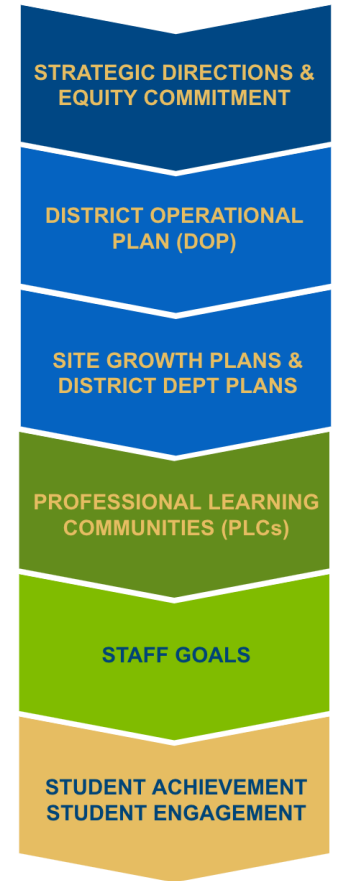 STRATEGIC DIRECTIONS &
EQUITY COMMITMENT
DISTRICT OPERATIONAL
PLAN (DOP)
SITE GROWTH PLANS &
DISTRICT DEPT PLANS
PROFESSIONAL LEARNING
COMMUNITIES (PLCs)
STAFF GOALS
STUDENT ACHIEVEMENT
STUDENT ENGAGEMENT